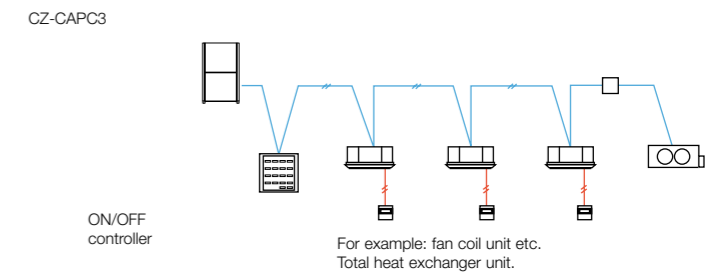 CZ-CAPC3
ON/OFF
controller
For example: fan coil unit etc.
Total heat exchanger unit.